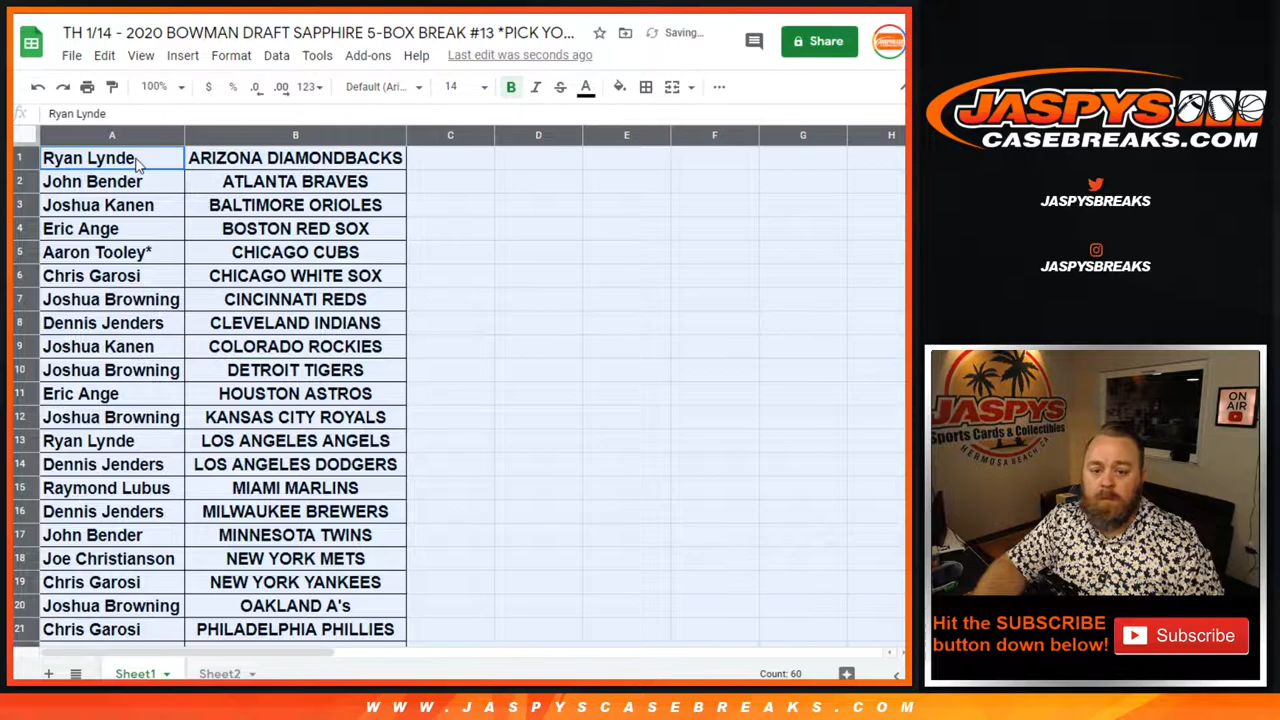 TH 1/14 - 2020 BOWMAN DRAFT SAPPHIRE 5-BOX BREAK #13 *PICK YO... Saving... Share
File Edit View Insert Format Data Tools Add-ons Help Last edit was seconds ago
100% $ % .0 .00 123 Default (Ari... 14 B I S A
fx Ryan Lynde
A B C D E F G H
1 Ryan Lynde ARIZONA DIAMONDBACKS
2 John Bender ATLANTA BRAVES
3 Joshua Kanen BALTIMORE ORIOLES
4 Eric Ange BOSTON RED SOX
5 Aaron Tooley* CHICAGO CUBS
6 Chris Garosi CHICAGO WHITE SOX
7 Joshua Browning CINCINNATI REDS
8 Dennis Jenders CLEVELAND INDIANS
9 Joshua Kanen COLORADO ROCKIES
10 Joshua Browning DETROIT TIGERS
11 Eric Ange HOUSTON ASTROS
12 Joshua Browning KANSAS CITY ROYALS
13 Ryan Lynde LOS ANGELES ANGELS
14 Dennis Jenders LOS ANGELES DODGERS
15 Raymond Lubus MIAMI MARLINS
16 Dennis Jenders MILWAUKEE BREWERS
17 John Bender MINNESOTA TWINS
18 Joe Christianson NEW YORK METS
19 Chris Garosi NEW YORK YANKEES
20 Joshua Browning OAKLAND A's
21 Chris Garosi PHILADELPHIA PHILLIES
Sheet1 Sheet2 Count: 60
JASPYS
CASEBREAKS.COM
JASPYSBREAKS
JASPYSBREAKS
JASPYS
Sports Cards & Collectibles
HERMOSA BEACH CA
ON
AIR
Hit the SUBSCRIBE
button down below!
Subscribe
WWW.JASPYSCASEBREAKS.COM